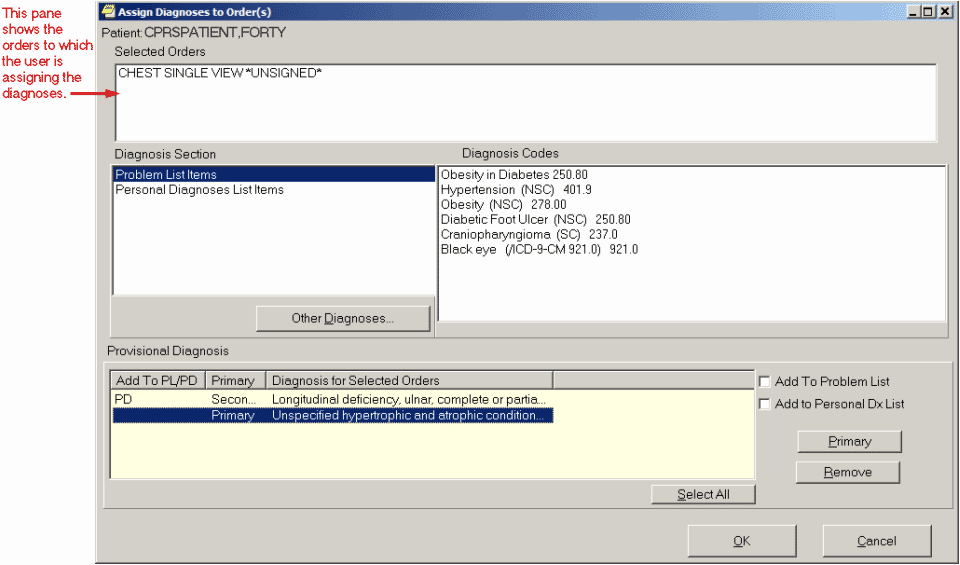 This pane
shows the
orders to which
the user is
assigning the
diagnoses.
Assign Diagnoses to Order(s)
Patient: CPRSPATIENT,FORTY
Selected Orders
CHEST SINGLE VIEW *UNSIGNED*
Diagnosis Section
Diagnosis Codes
Problem List Items
Personal Diagnoses List Items
Obesity in Diabetes 250.80
Hypertension (NSC) 401.9
Obesity (NSC) 278.00
Diabetic Foot Ulcer (NSC) 250.80
Craniopharyngioma (SC) 237.0
Black eye (/ICD-9-CM 921.0) 921.0
Other Diagnoses...
Provisional Diagnosis
Add To PL/PD Primary Diagnosis for Selected Orders
PD Secon... Longitudinal deficiency, ulnar, complete or partia...
Primary Unspecified hypertrophic and atrophic condition...
Add To Problem List
Add to Personal Dx List
Primary
Remove
Select All
OK Cancel